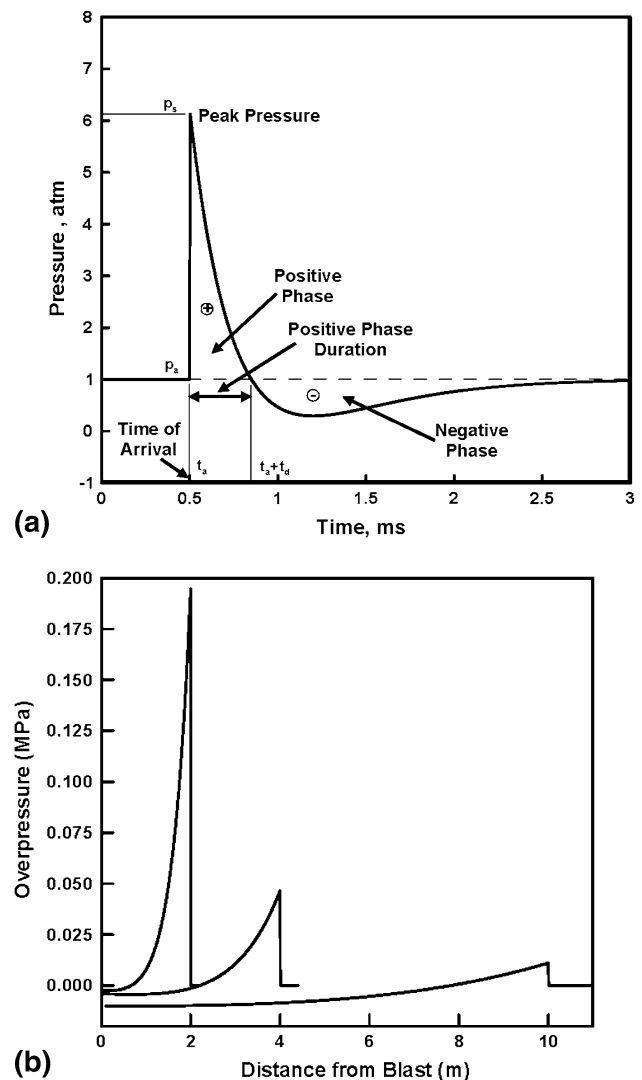 8
7
6
5
4
3
2
1
0
-1
Pressure , atm
pₛ
Peak Pressure
Positive
Phase
⊕
Positive Phase
Duration
pₐ
⊖
Time of
Arrival
tₐ
tₐ+t_d
Negative
Phase
0 0.5 1 1.5 2 2.5 3
Time, ms
(a)
0.200
0.175
0.150
0.125
0.100
0.075
0.050
0.025
0.000
Overpressure (MPa)
0 2 4 6 8 10
Distance from Blast (m)
(b)